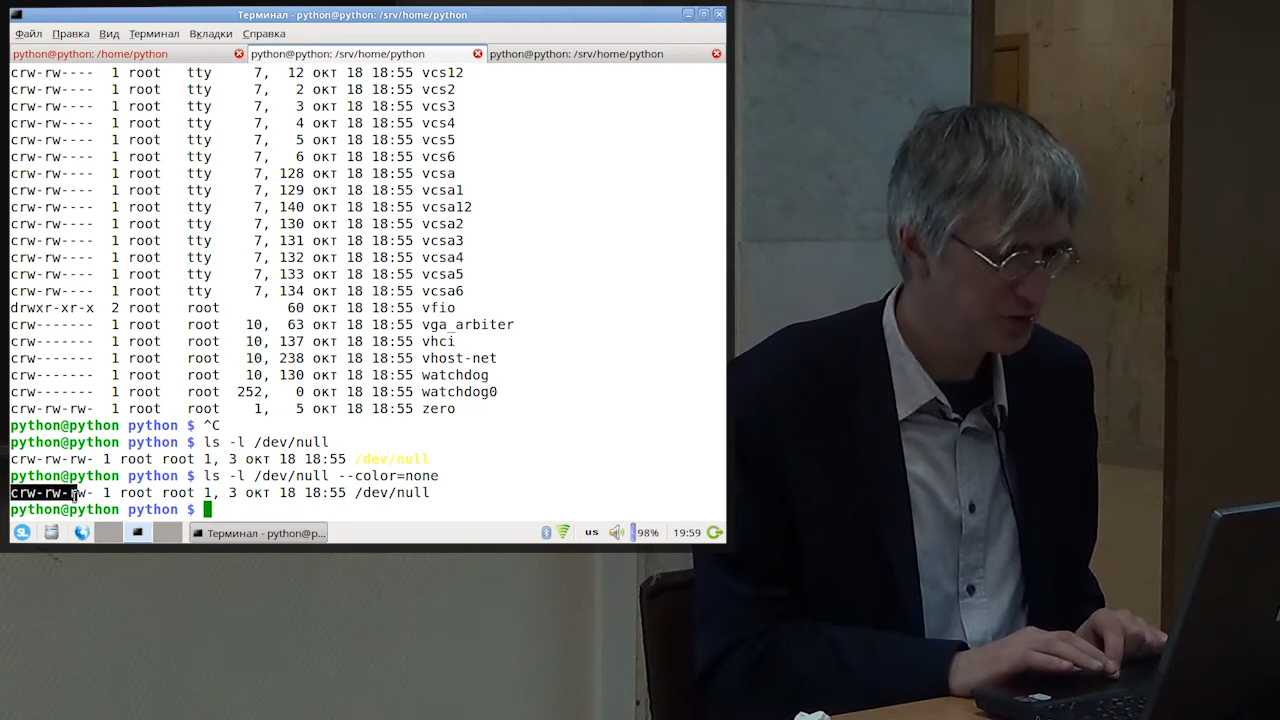 Терминал - python@python: /srv/home/python
Файл Правка Вид Терминал Вкладки Справка
python@python: /home/python python@python: /srv/home/python python@python: /srv/home/python
crw-rw---- 1 root tty 7, 12 окт 18 18:55 vcs12
crw-rw---- 1 root tty 7, 2 окт 18 18:55 vcs2
crw-rw---- 1 root tty 7, 3 окт 18 18:55 vcs3
crw-rw---- 1 root tty 7, 4 окт 18 18:55 vcs4
crw-rw---- 1 root tty 7, 5 окт 18 18:55 vcs5
crw-rw---- 1 root tty 7, 6 окт 18 18:55 vcs6
crw-rw---- 1 root tty 7, 128 окт 18 18:55 vcsa
crw-rw---- 1 root tty 7, 129 окт 18 18:55 vcsa1
crw-rw---- 1 root tty 7, 140 окт 18 18:55 vcsa12
crw-rw---- 1 root tty 7, 130 окт 18 18:55 vcsa2
crw-rw---- 1 root tty 7, 131 окт 18 18:55 vcsa3
crw-rw---- 1 root tty 7, 132 окт 18 18:55 vcsa4
crw-rw---- 1 root tty 7, 133 окт 18 18:55 vcsa5
crw-rw---- 1 root tty 7, 134 окт 18 18:55 vcsa6
drwxr-xr-x 2 root root 60 окт 18 18:55 vfio
crw------- 1 root root 10, 63 окт 18 18:55 vga_arbiter
crw------- 1 root root 10, 137 окт 18 18:55 vhci
crw------- 1 root root 10, 238 окт 18 18:55 vhost-net
crw------- 1 root root 10, 130 окт 18 18:55 watchdog
crw------- 1 root root 252, 0 окт 18 18:55 watchdog0
crw-rw-rw- 1 root root 1, 5 окт 18 18:55 zero
python@python python $ ^C
python@python python $ ls -l /dev/null
crw-rw-rw- 1 root root 1, 3 окт 18 18:55 /dev/null
python@python python $ ls -l /dev/null --color=none
crw-rw-rw- 1 root root 1, 3 окт 18 18:55 /dev/null
python@python python $
Терминал - python@p... us 98% 19:59